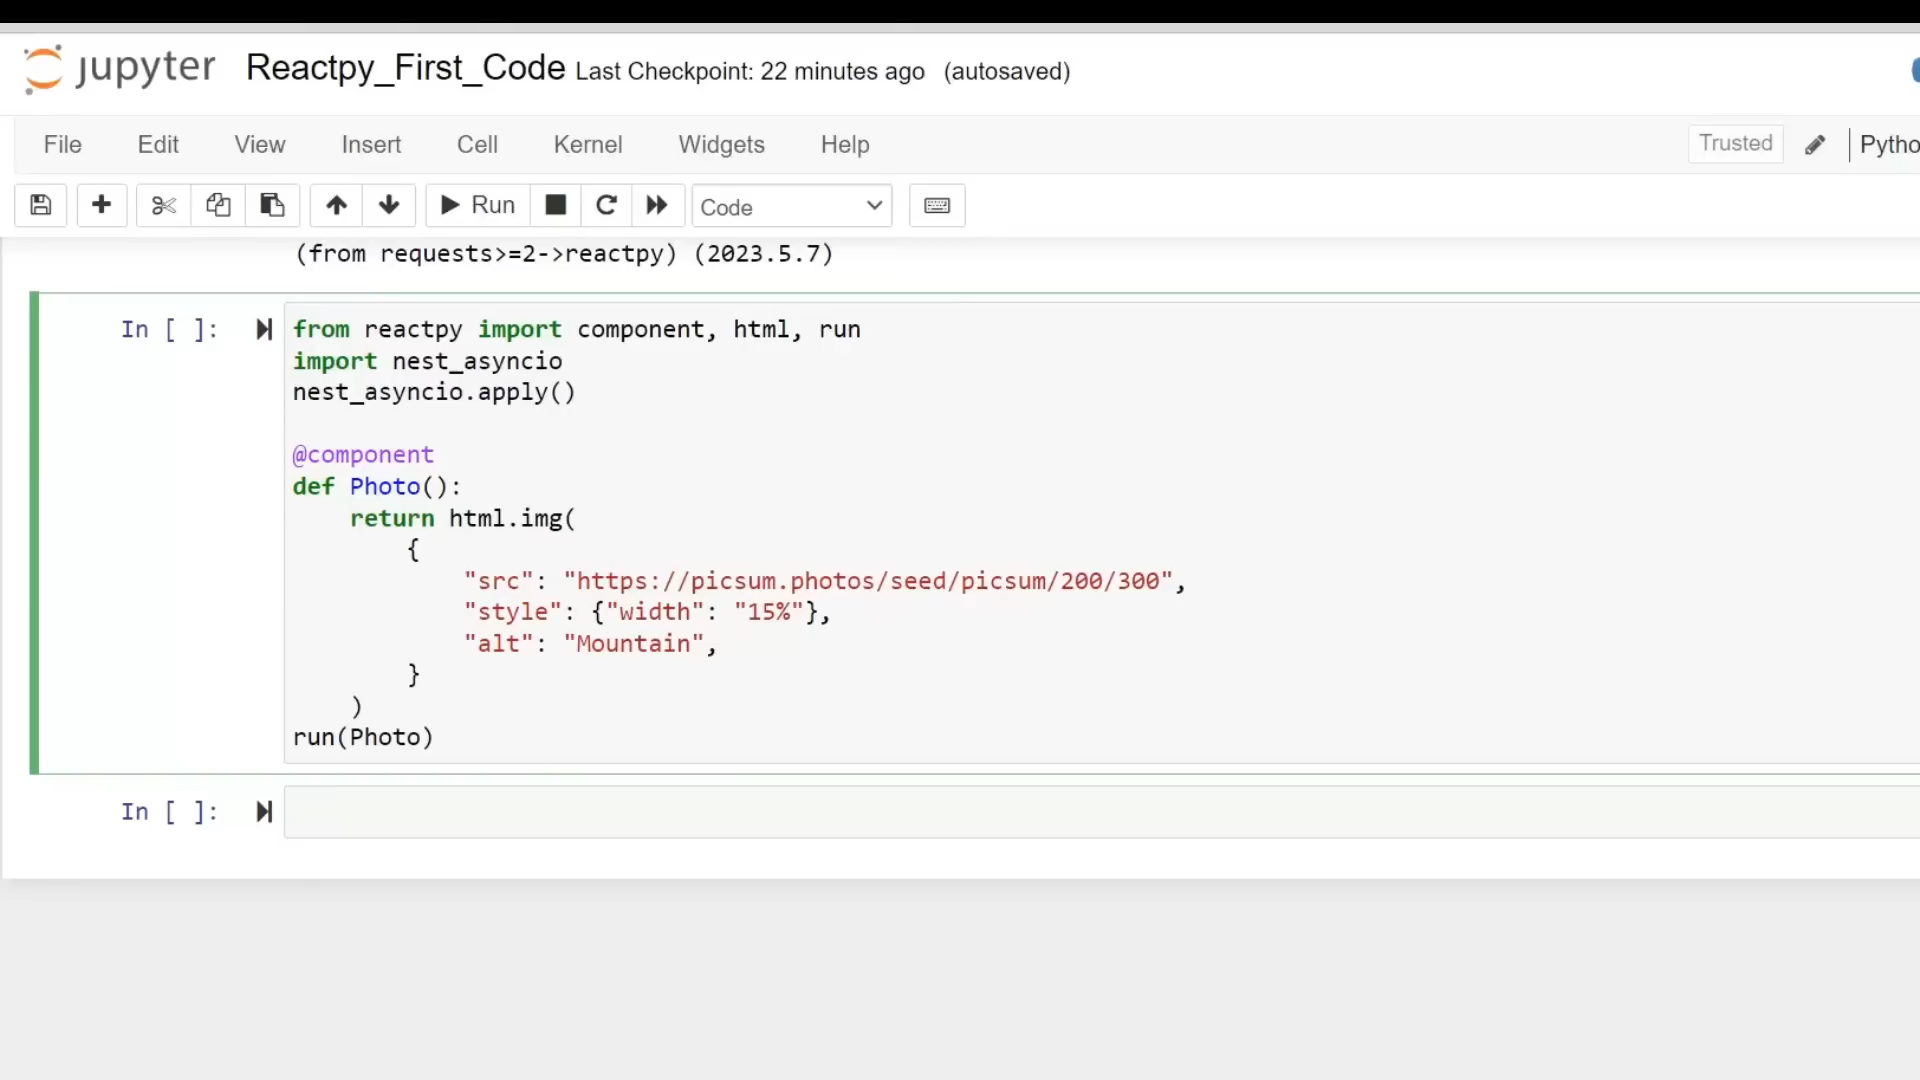 jupyter Reactpy_First_Code Last Checkpoint: 22 minutes ago (autosaved)
File Edit View Insert Cell Kernel Widgets Help Trusted Pytho
Run Code
(from requests>=2->reactpy) (2023.5.7)
In [ ]: from reactpy import component, html, run
import nest_asyncio
nest_asyncio.apply()
@component
def Photo():
return html.img(
{
"src": "https://picsum.photos/seed/picsum/200/300",
"style": {"width": "15%"},
"alt": "Mountain",
}
)
run(Photo)
In [ ]: